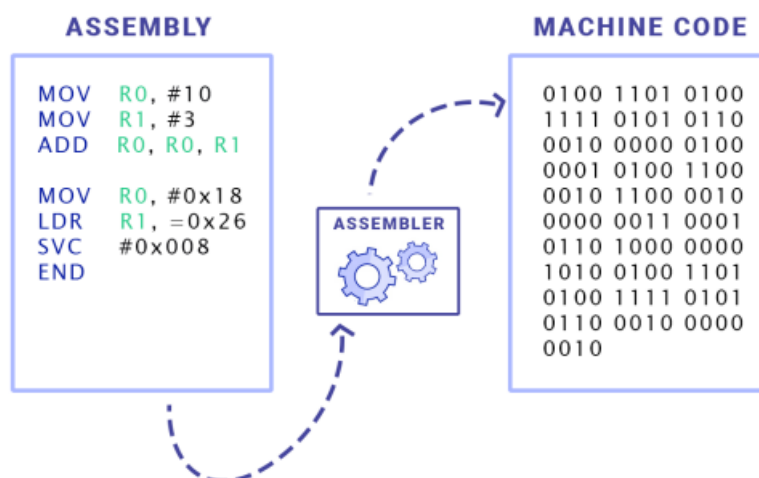 ASSEMBLY
MOV R0, #10
MOV R1, #3
ADD R0, R0, R1
MOV R0, #0x18
LDR R1, =0x26
SVC #0x008
END
ASSEMBLER
MACHINE CODE
0100 1101 0100
1111 0101 0110
0010 0000 0100
0001 0100 1100
0010 1100 0010
0000 0011 0001
0110 1000 0000
1010 0100 1101
0100 1111 0101
0110 0010 0000
0010